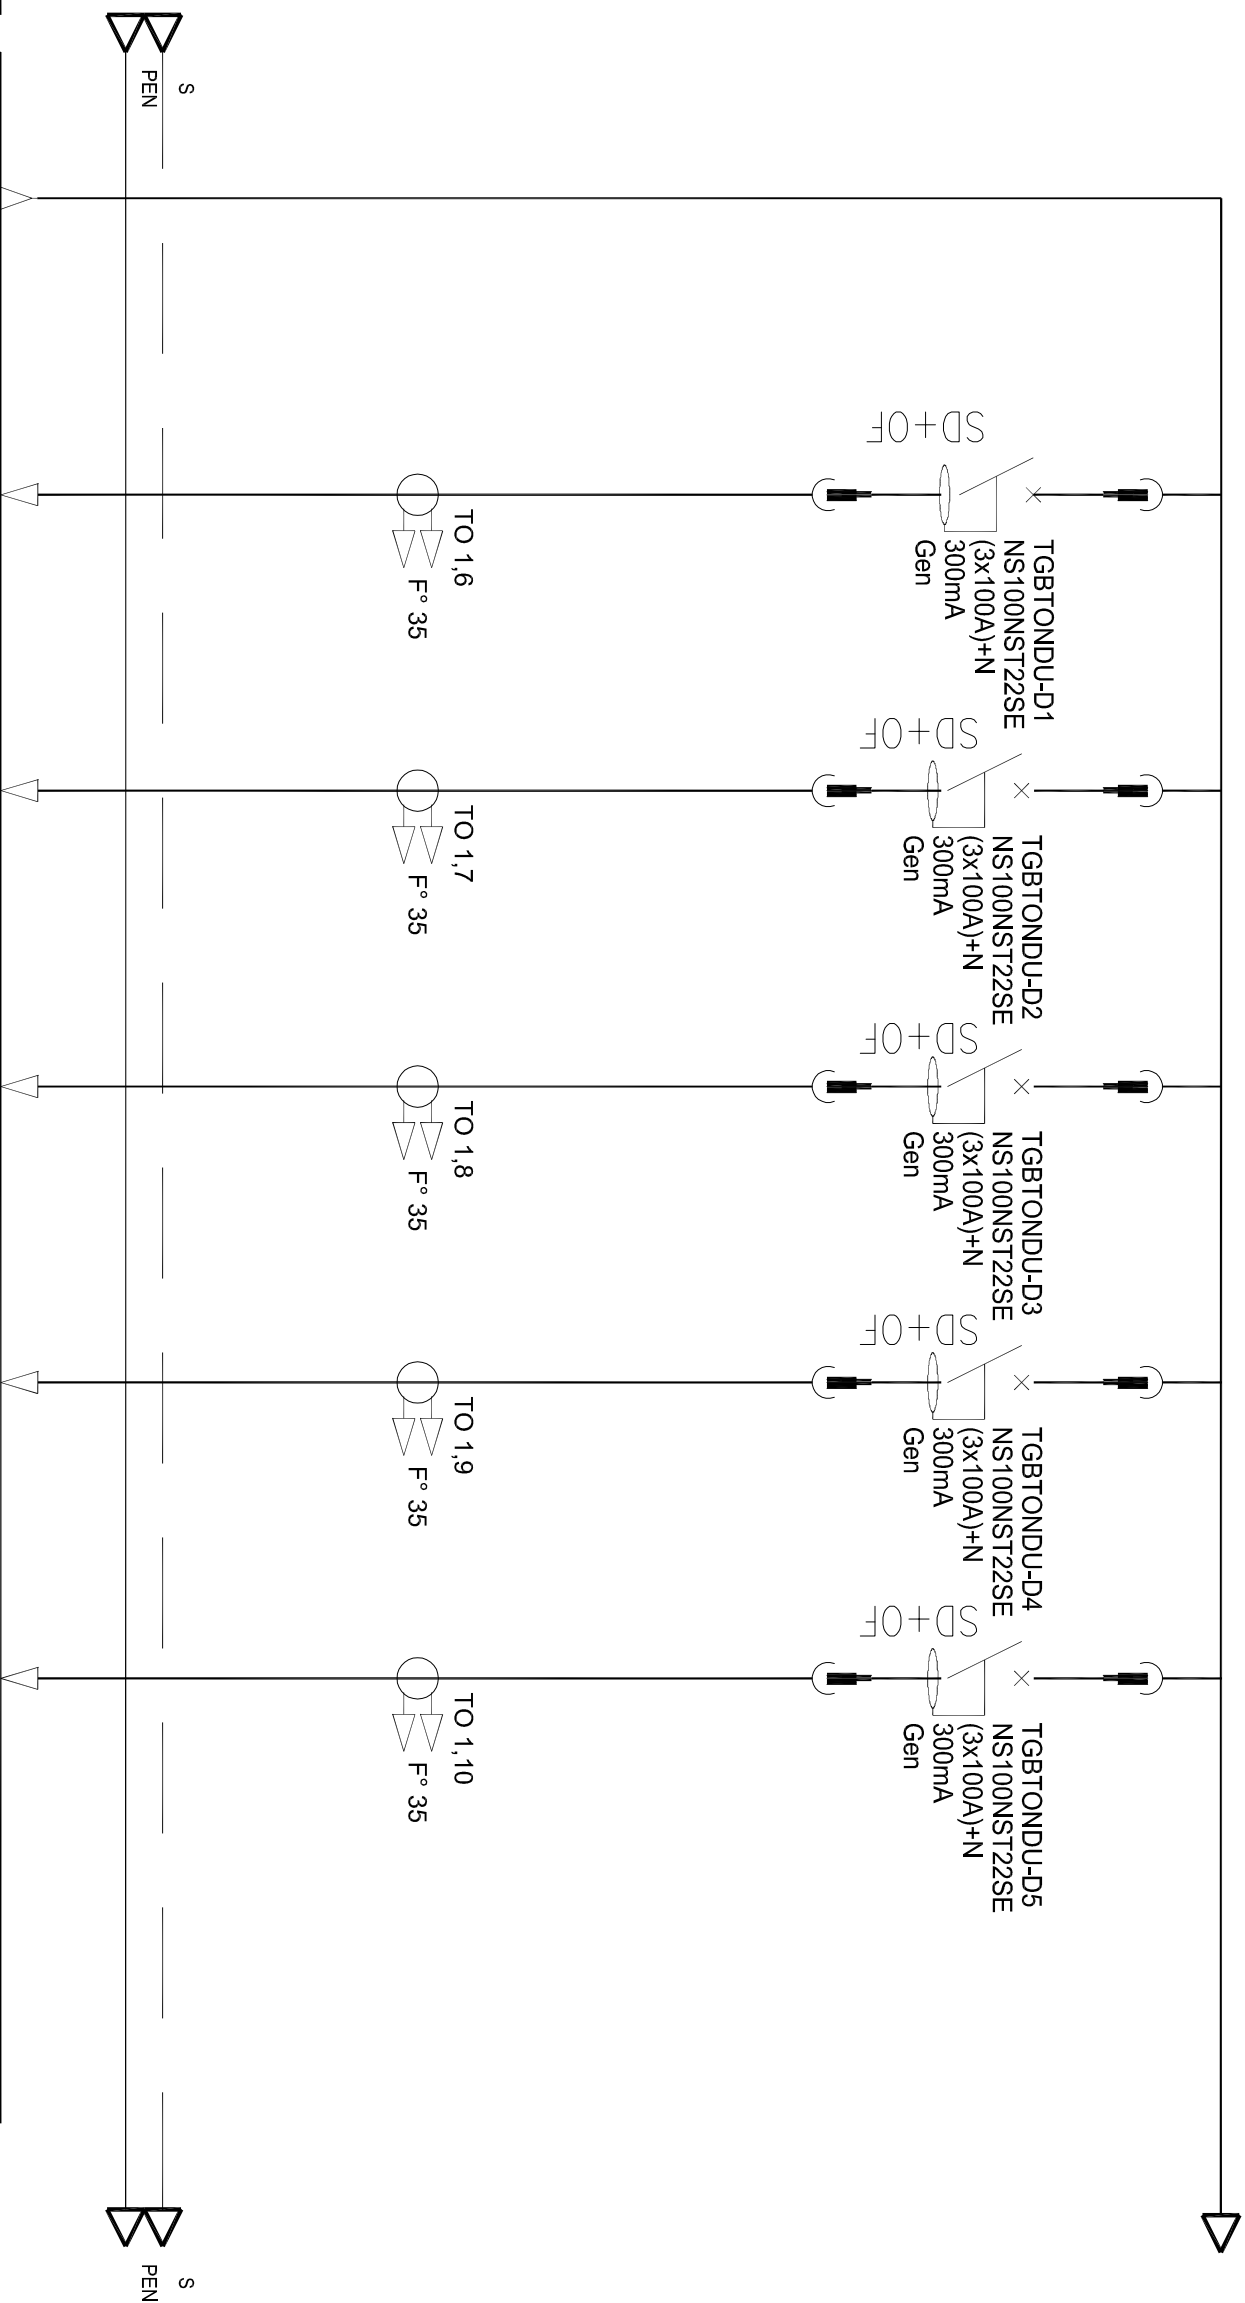 S
PEN
SD+OF
TGBTONDU-D1
NS100NST22SE
(3x100A)+N
300mA
Gen
TO 1,6
F° 35
SD+OF
TGBTONDU-D2
NS100NST22SE
(3x100A)+N
300mA
Gen
TO 1,7
F° 35
SD+OF
TGBTONDU-D3
NS100NST22SE
(3x100A)+N
300mA
Gen
TO 1,8
F° 35
SD+OF
TGBTONDU-D4
NS100NST22SE
(3x100A)+N
300mA
Gen
TO 1,9
F° 35
SD+OF
TGBTONDU-D5
NS100NST22SE
(3x100A)+N
300mA
Gen
TO 1,10
F° 35
S
PEN